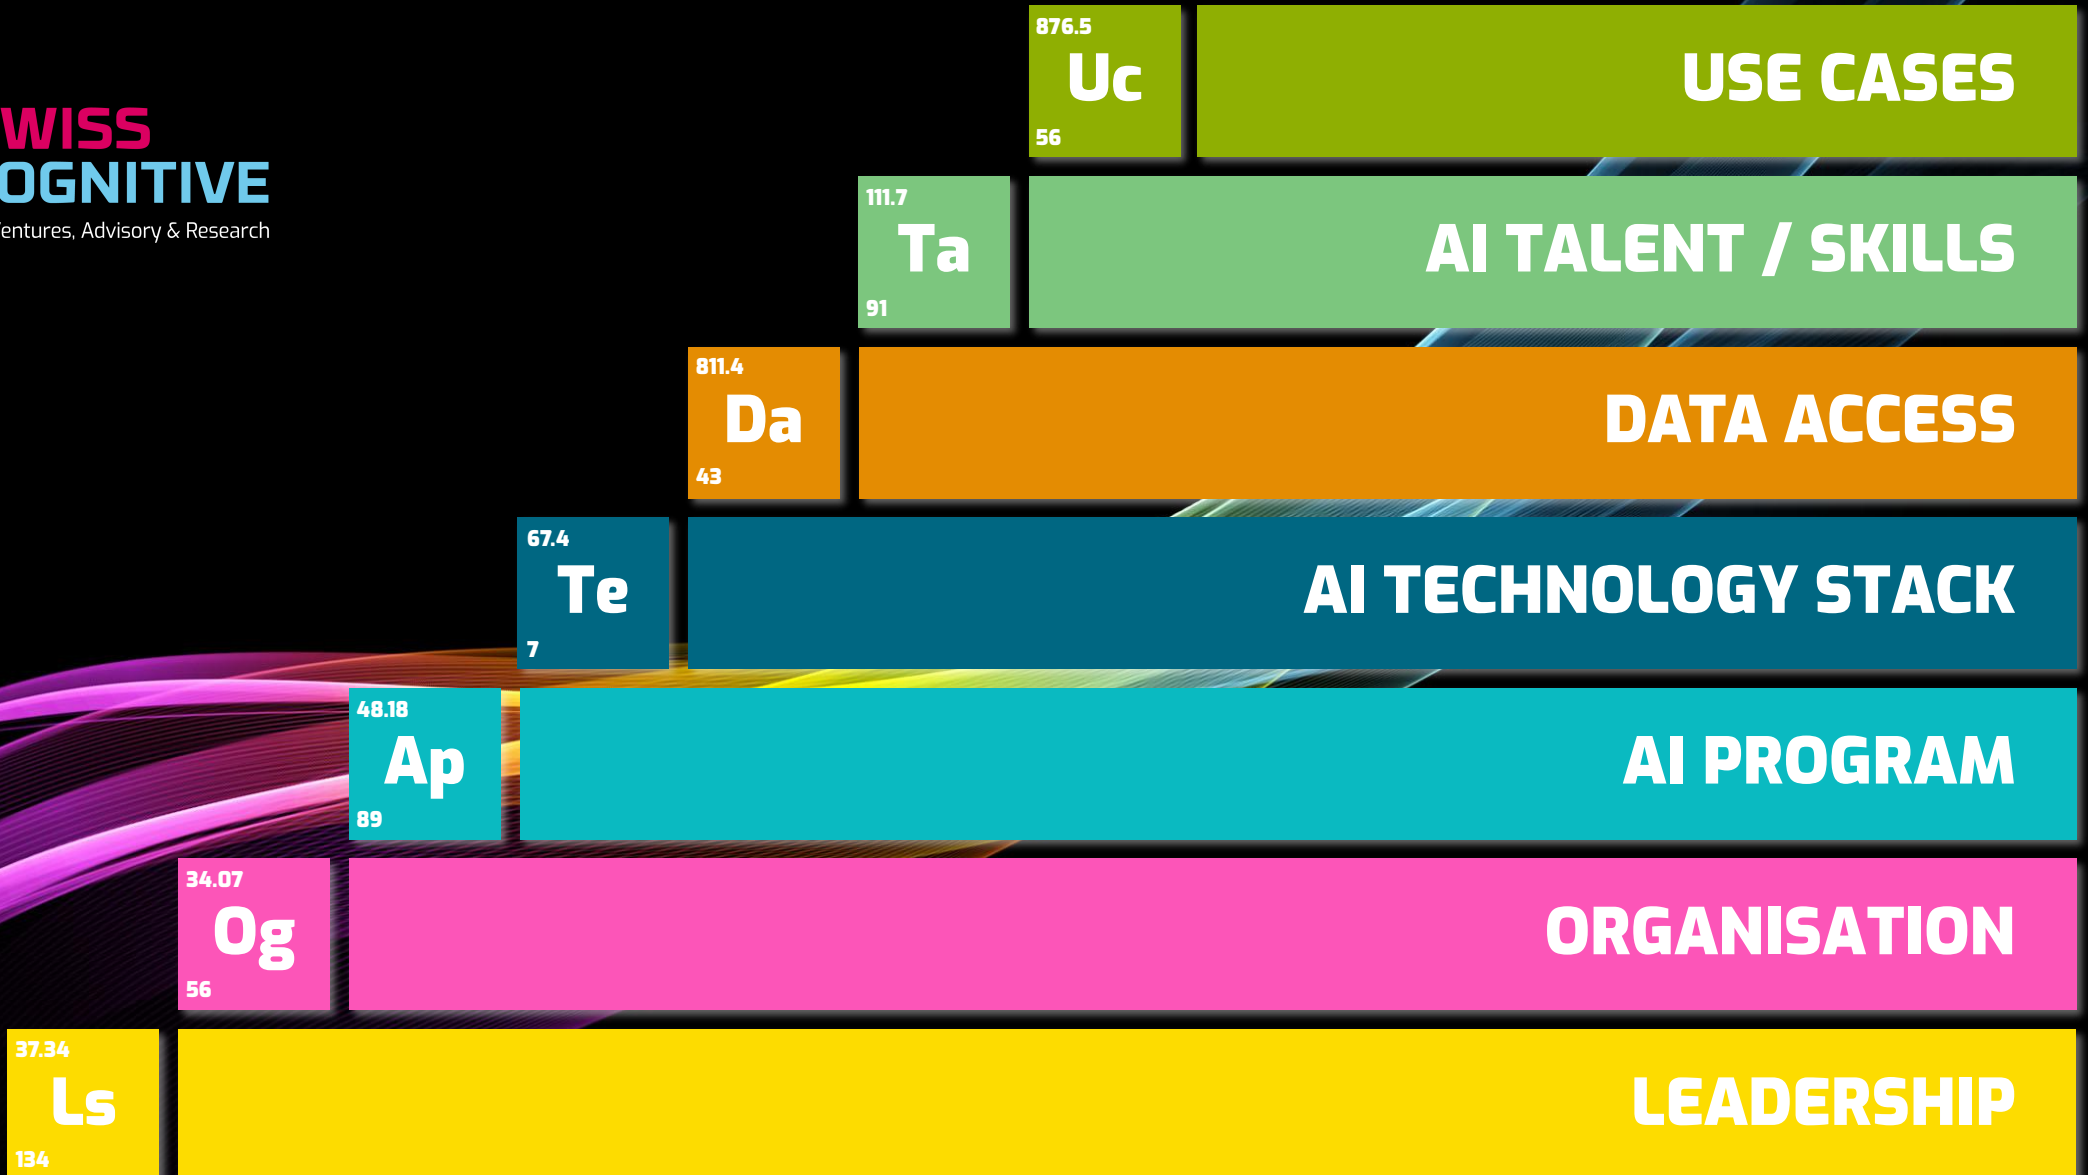 WISS
OGNITIVE
entures, Advisory & Research
876.5
Uc
56
USE CASES
111.7
Ta
91
AI TALENT / SKILLS
811.4
Da
43
DATA ACCESS
67.4
Te
7
AI TECHNOLOGY STACK
48.18
Ap
89
AI PROGRAM
34.07
Og
56
ORGANISATION
37.34
Ls
134
LEADERSHIP